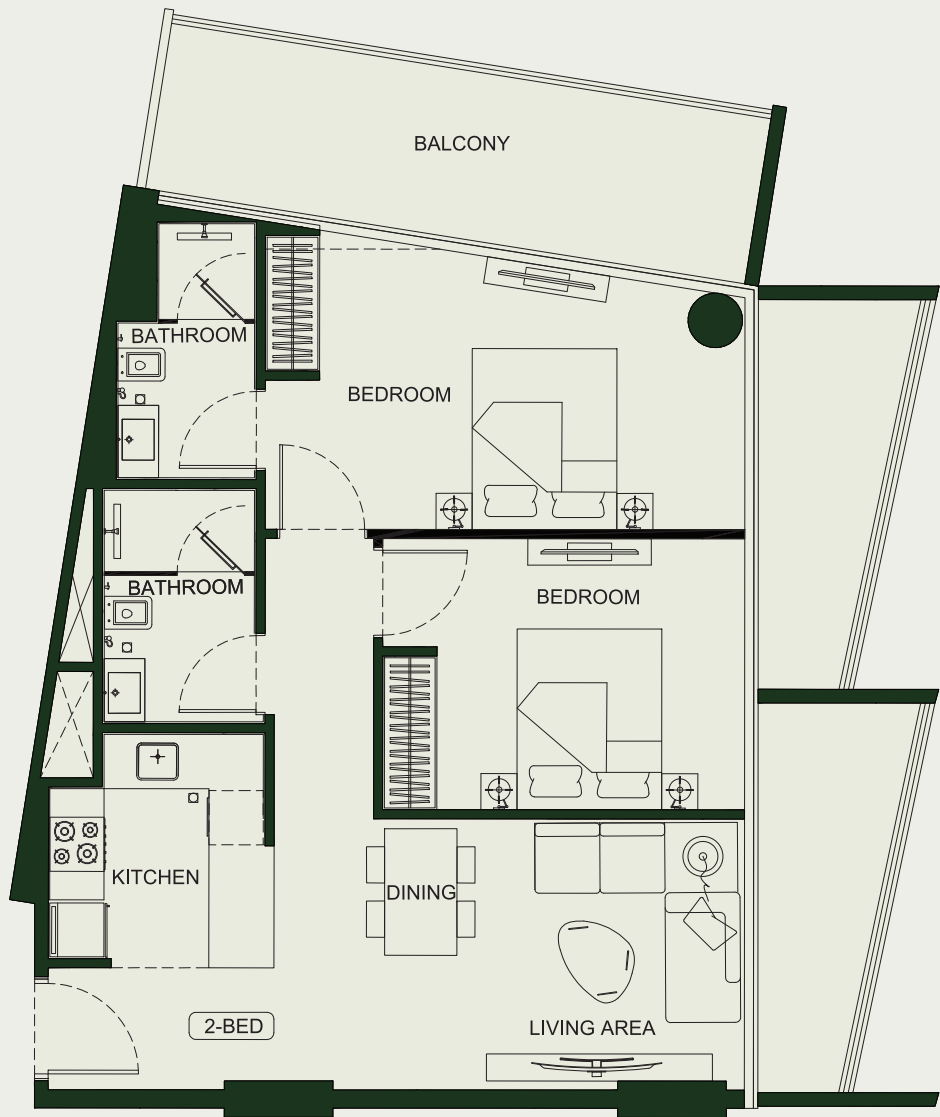 BALCONY
BATHROOM
BEDROOM
BATHROOM
BEDROOM
KITCHEN
DINING
2-BED
LIVING AREA